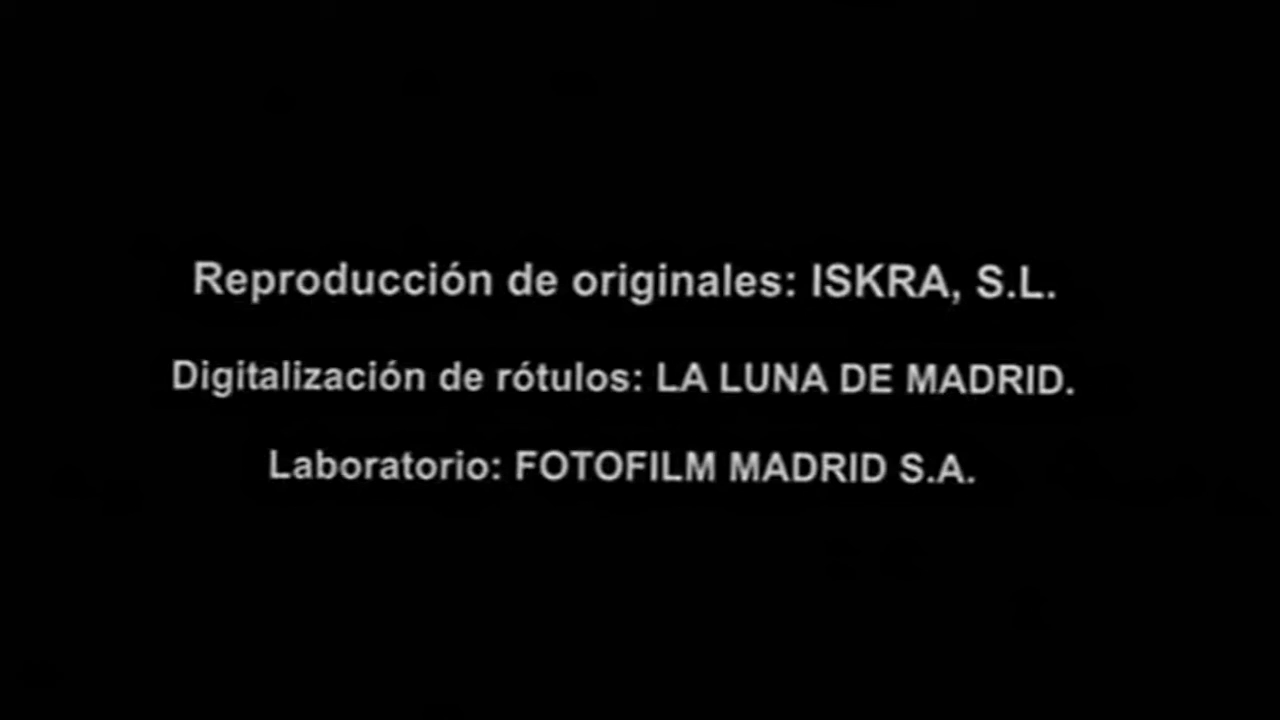 Reproducción de originales: ISKRA, S.L.
Digitalización de rótulos: LA LUNA DE MADRID.
Laboratorio: FOTOFILM MADRID S.A.